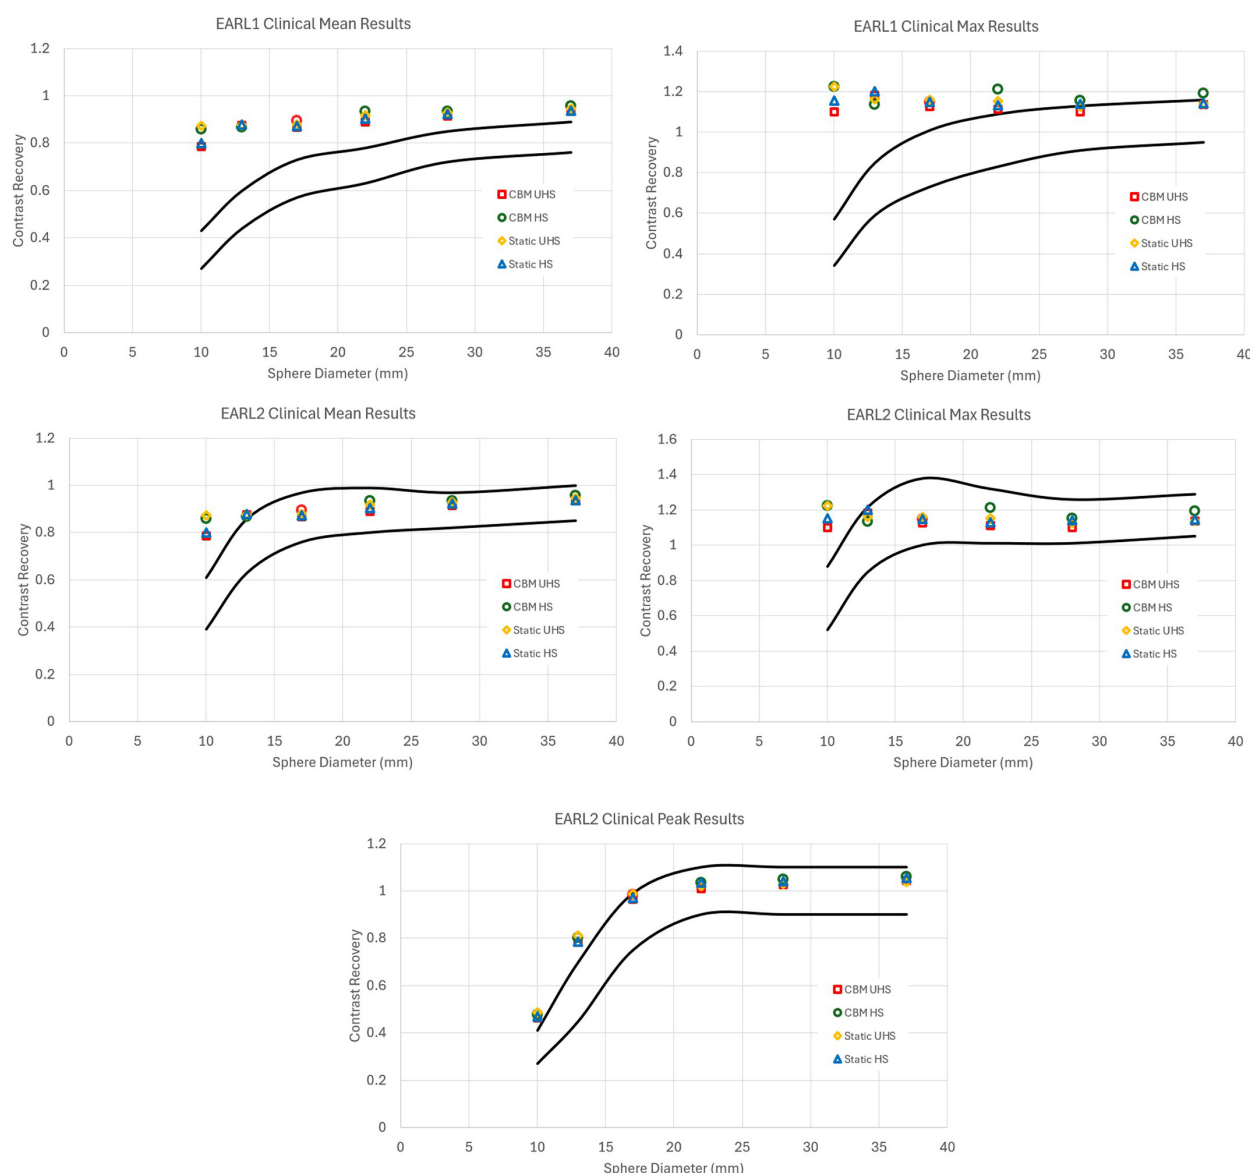 EARL1 Clinical Mean Results
1.2
1
0.8
0.6
0.4
0.2
0
Contrast Recovery
CBM UHS
CBM HS
Static UHS
Static HS
0 5 10 15 20 25 30 35 40
Sphere Diameter (mm)
EARL1 Clinical Max Results
1.4
1.2
1
0.8
0.6
0.4
0.2
0
Contrast Recovery
CBM UHS
CBM HS
Static UHS
Static HS
0 5 10 15 20 25 30 35 40
Sphere Diameter (mm)
EARL2 Clinical Mean Results
1.2
1
0.8
0.6
0.4
0.2
0
Contrast Recovery
CBM UHS
CBM HS
Static UHS
Static HS
0 5 10 15 20 25 30 35 40
Sphere Diameter (mm)
EARL2 Clinical Max Results
1.6
1.4
1.2
1
0.8
0.6
0.4
0.2
0
Contrast Recovery
CBM UHS
CBM HS
Static UHS
Static HS
0 5 10 15 20 25 30 35 40
Sphere Diameter (mm)
EARL2 Clinical Peak Results
1.2
1
0.8
0.6
0.4
0.2
0
Contrast Recovery
CBM UHS
CBM HS
Static UHS
Static HS
0 5 10 15 20 25 30 35 40
Sphere Diameter (mm)